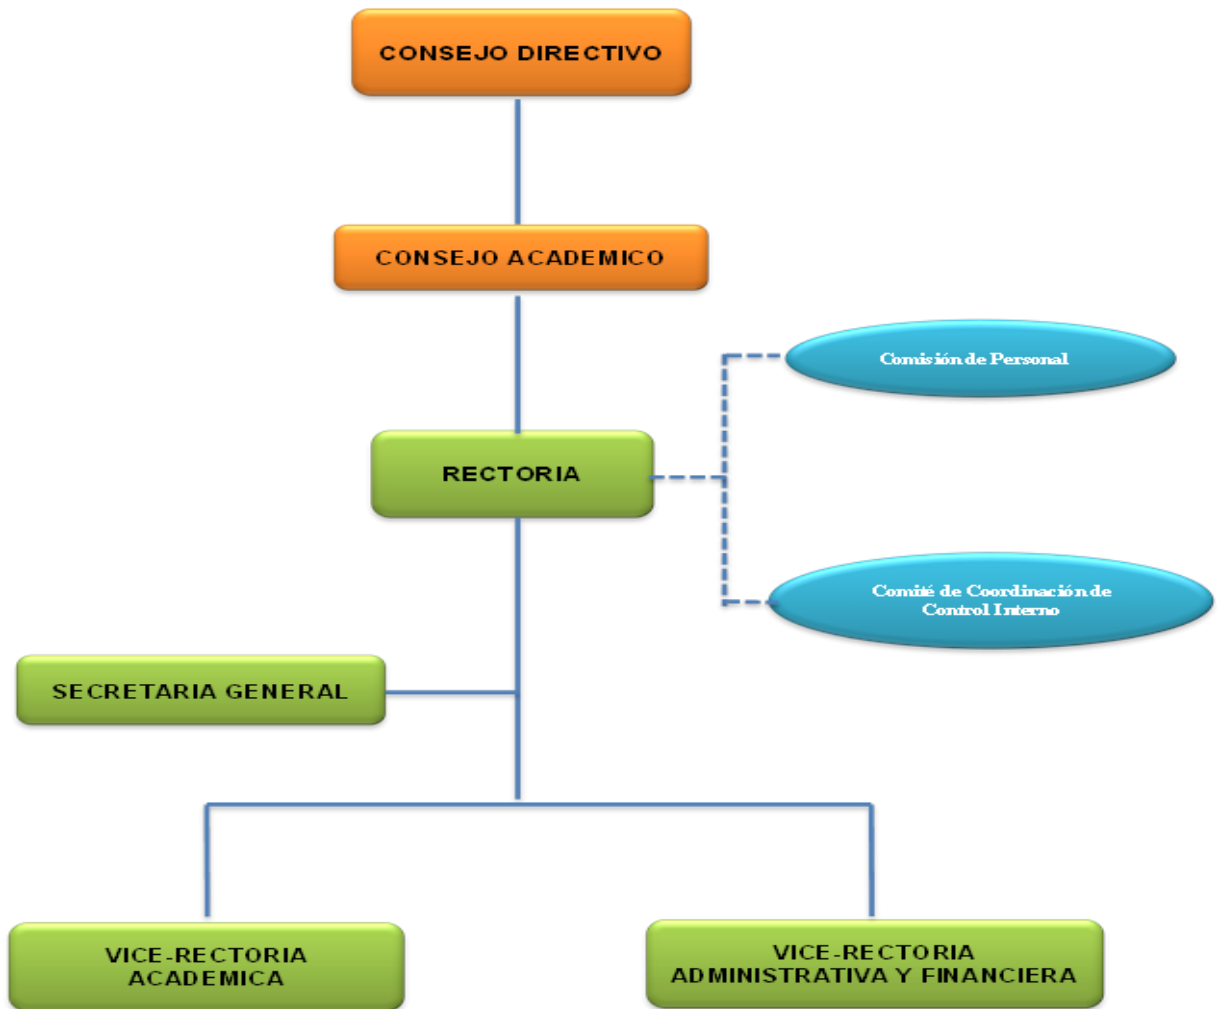 CONSEJO DIRECTIVO
CONSEJO ACADEMICO
Comisión de Personal
RECTORIA
Comité de Coordinación de
Control Interno
SECRETARIA GENERAL
VICE-RECTORIA
ACADEMICA
VICE-RECTORIA
ADMINISTRATIVA Y FINANCIERA